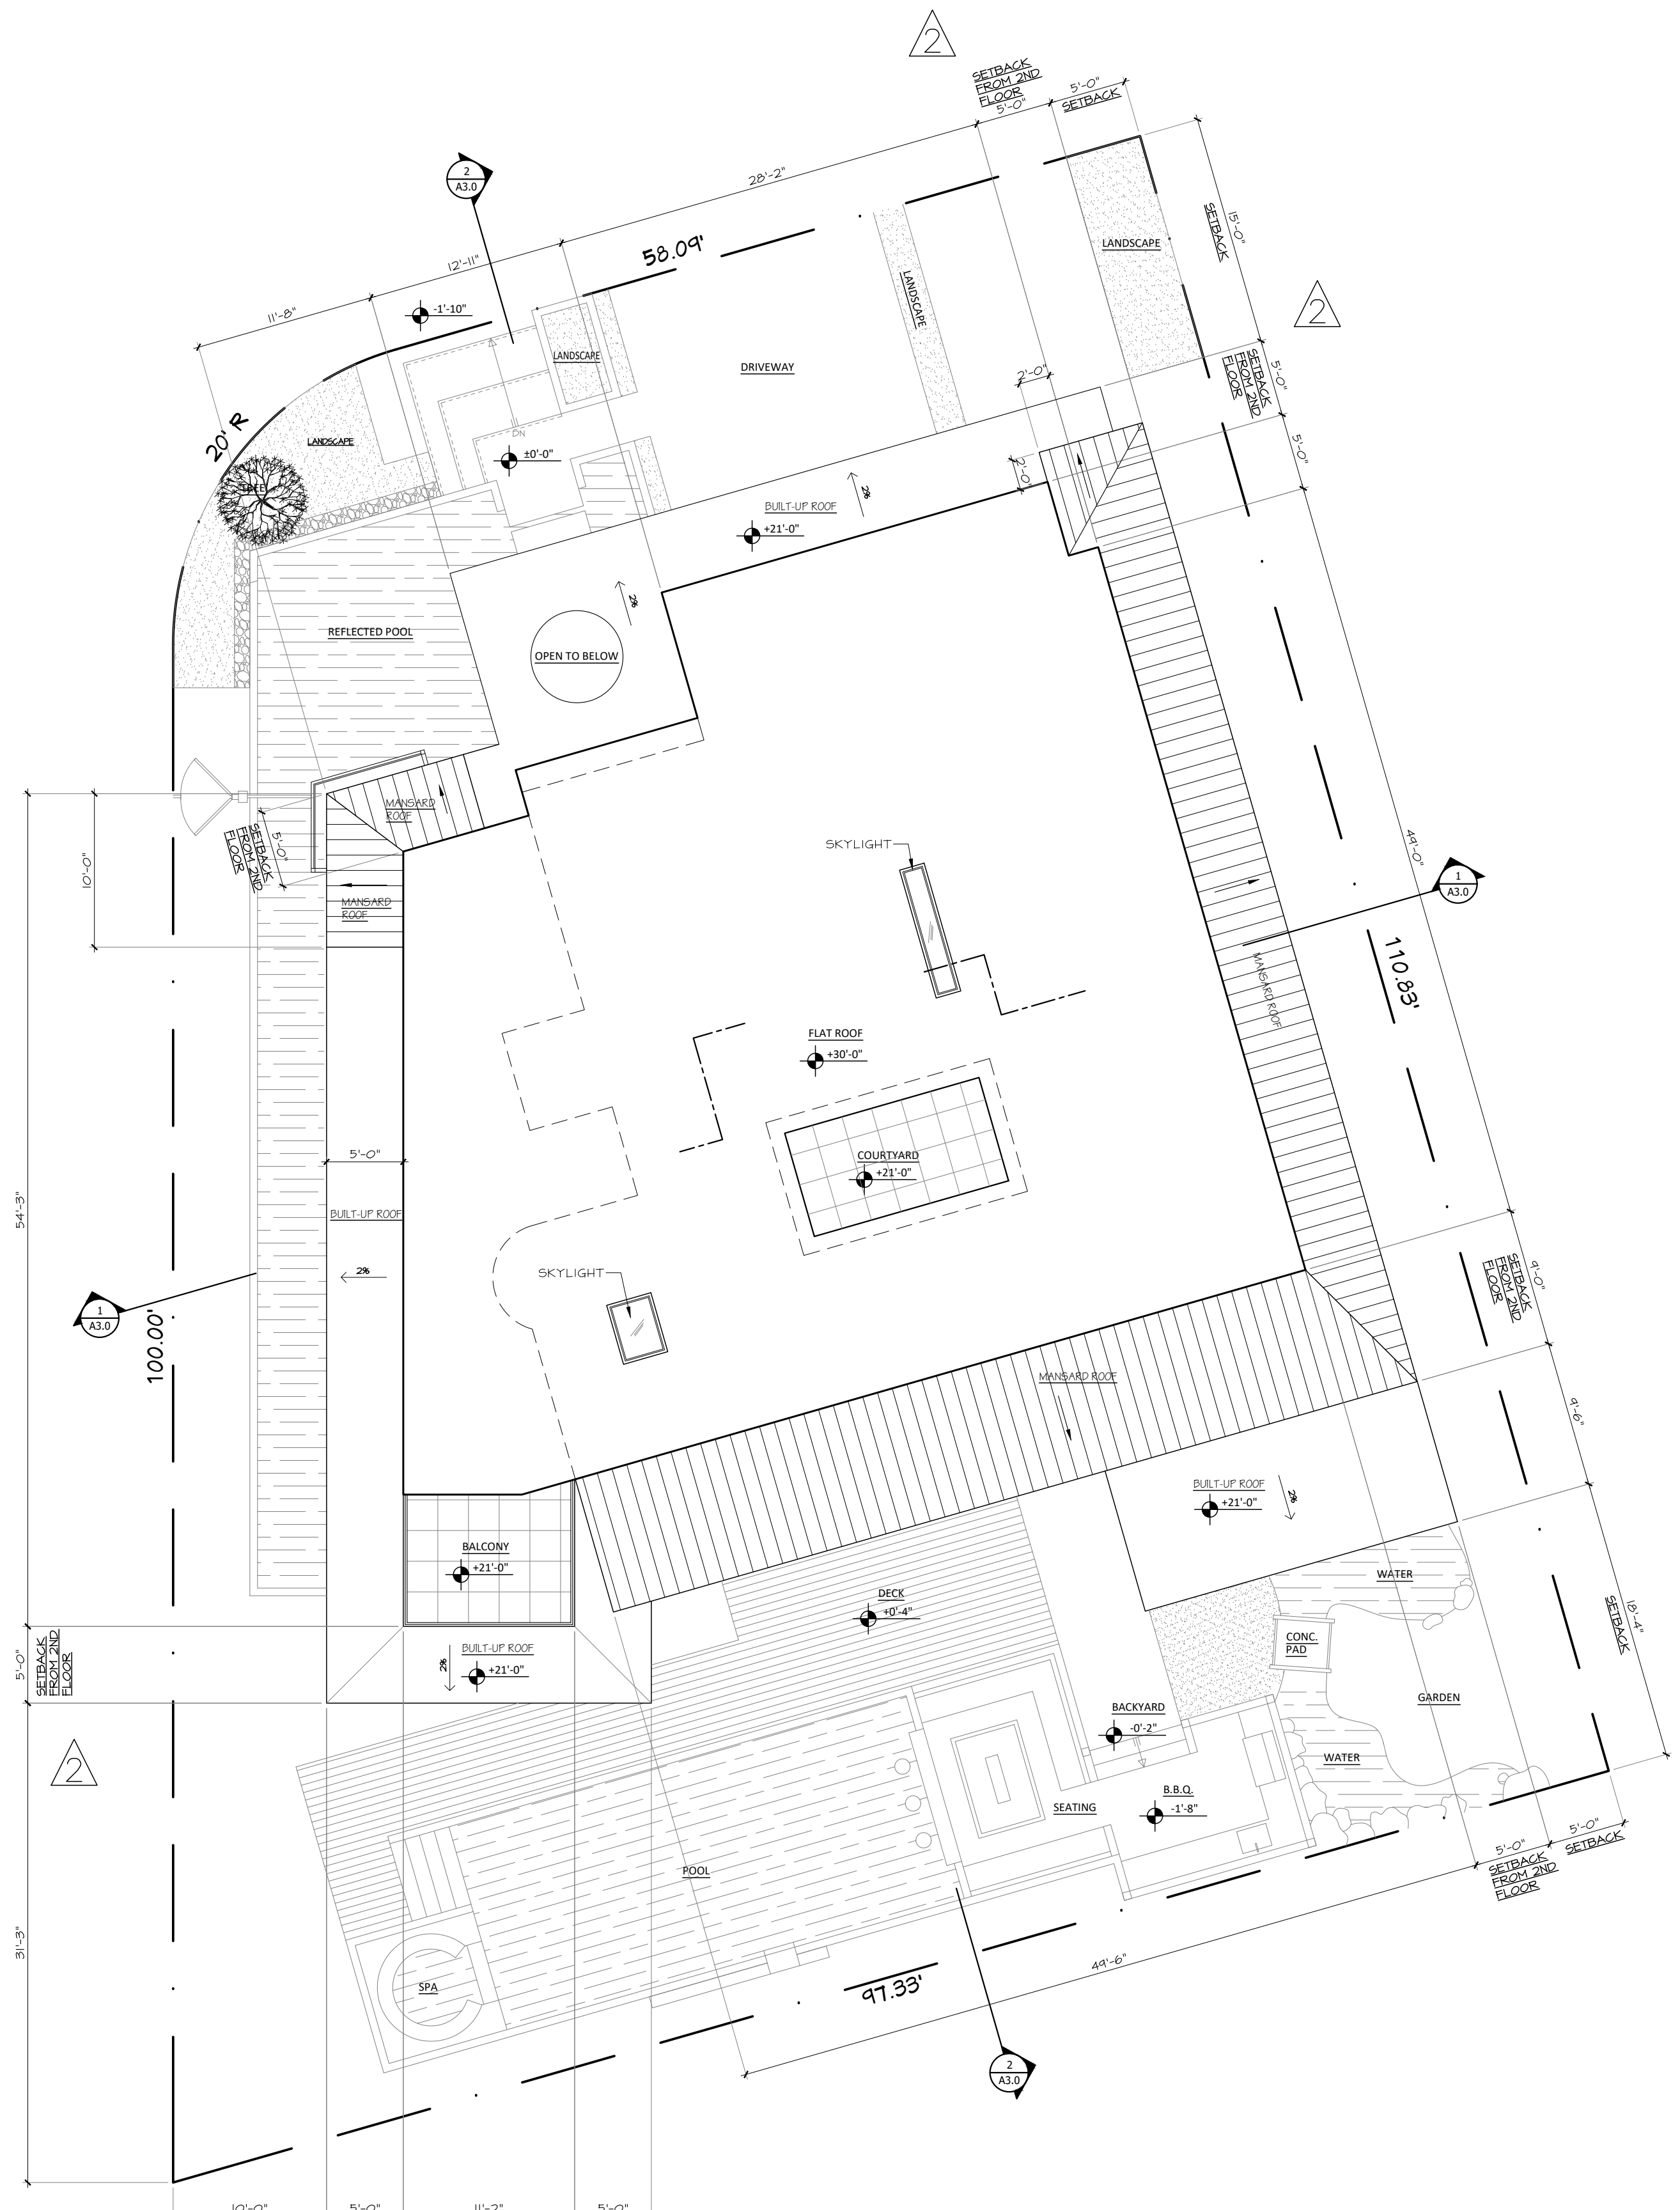 2
SETBACK
FROM 2ND
FLOOR
5'-0"
5'-0"
SETBACK
28'-2"
2
A3.0
12'-11"
58.09'
11'-8"
-1'-10"
15'-0"
SETBACK
LANDSCAPE
2
LANDSCAPE
LANDSCAPE
DRIVEWAY
2'-0"
5'-0"
SETBACK
FROM 2ND
FLOOR
20' R
LANDSCAPE
DN
±0'-0"
5'-0"
2'-0"
TREE
2%
BUILT-UP ROOF
+21'-0"
2%
REFLECTED POOL
OPEN TO BELOW
MANSARD
ROOF
5'-0"
SETBACK
FROM 2ND
FLOOR
10'-0"
MANSARD
ROOF
SKYLIGHT
49'-0"
1
A3.0
110.83'
MANSARD ROOF
FLAT ROOF
+30'-0"
COURTYARD
+21'-0"
5'-0"
54'-3"
BUILT-UP ROOF
2%
SKYLIGHT
1
A3.0
100.00'
9'-0"
SETBACK
FROM 2ND
FLOOR
MANSARD ROOF
9'-6"
BUILT-UP ROOF
+21'-0"
2%
BALCONY
+21'-0"
DECK
+0'-4"
WATER
18'-4"
SETBACK
CONC.
PAD
5'-0"
SETBACK
FROM 2ND
FLOOR
BUILT-UP ROOF
+21'-0"
2%
GARDEN
BACKYARD
-0'-2"
WATER
2
B.B.Q.
-1'-8"
SEATING
5'-0"
SETBACK
5'-0"
SETBACK
FROM 2ND
FLOOR
POOL
31'-3"
SPA
97.33'
49'-6"
2
A3.0
10'-0"
5'-0"
11'-2"
5'-0"